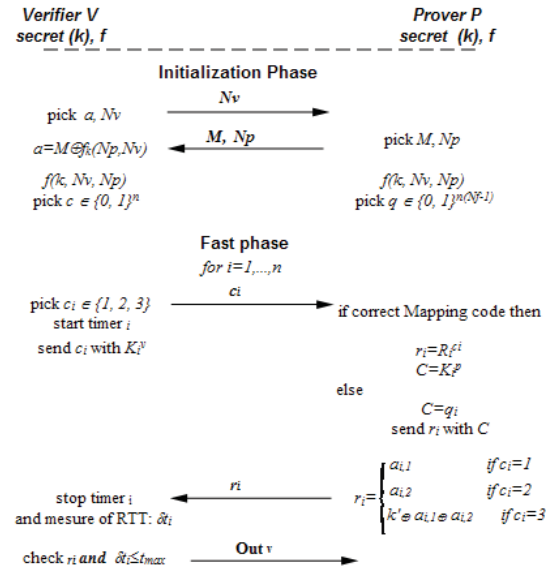 Verifier V Prover P
secret (k), f secret (k), f
Initialization Phase
pick a, Nv Nv
a=M⊕fk(Np,Nv) M, Np pick M, Np
f(k, Nv, Np) f(k, Nv, Np)
pick c ∈ {0, 1}ⁿ pick q ∈ {0, 1}ⁿ⁽ᴺᶠ⁻¹⁾
Fast phase
for i=1,...,n
pick ci ∈ {1, 2, 3} ci if correct Mapping code then
start timer i
send ci with Kiᵛ
ri=Riᶜⁱ
C=Kiᵖ
else
C=qi
send ri with C
ri={ai,1 if ci=1
ai,2 if ci=2
k'⊕ai,1⊕ai,2 if ci=3
stop timer i ri
and mesure of RTT: δti
check ri and δti≤tmax Out v